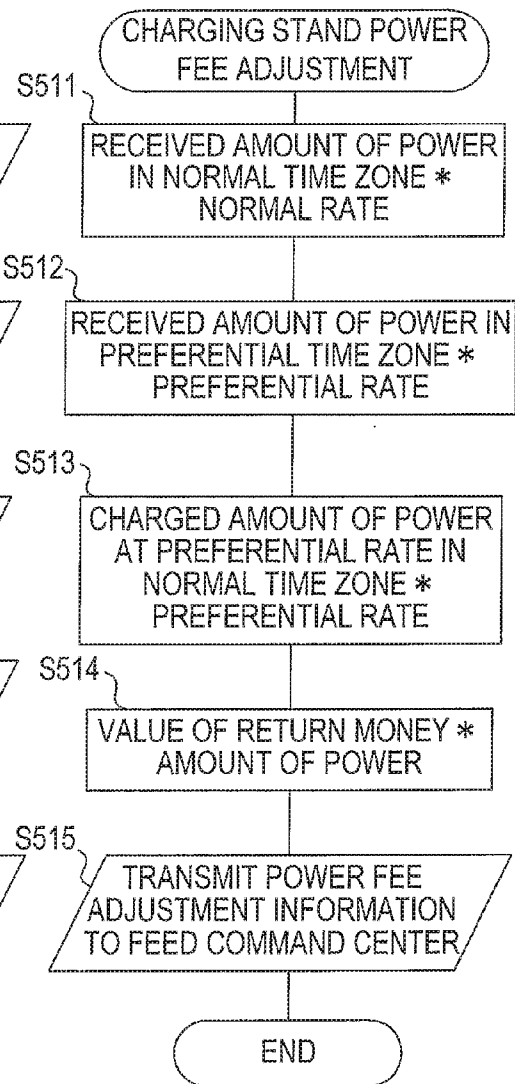 CHARGING STAND POWER
FEE ADJUSTMENT
S511
RECEIVED AMOUNT OF POWER
IN NORMAL TIME ZONE *
NORMAL RATE
S512
RECEIVED AMOUNT OF POWER IN
PREFERENTIAL TIME ZONE *
PREFERENTIAL RATE
S513
CHARGED AMOUNT OF POWER
AT PREFERENTIAL RATE IN
NORMAL TIME ZONE *
PREFERENTIAL RATE
S514
VALUE OF RETURN MONEY *
AMOUNT OF POWER
S515
TRANSMIT POWER FEE
ADJUSTMENT INFORMATION
TO FEED COMMAND CENTER
END